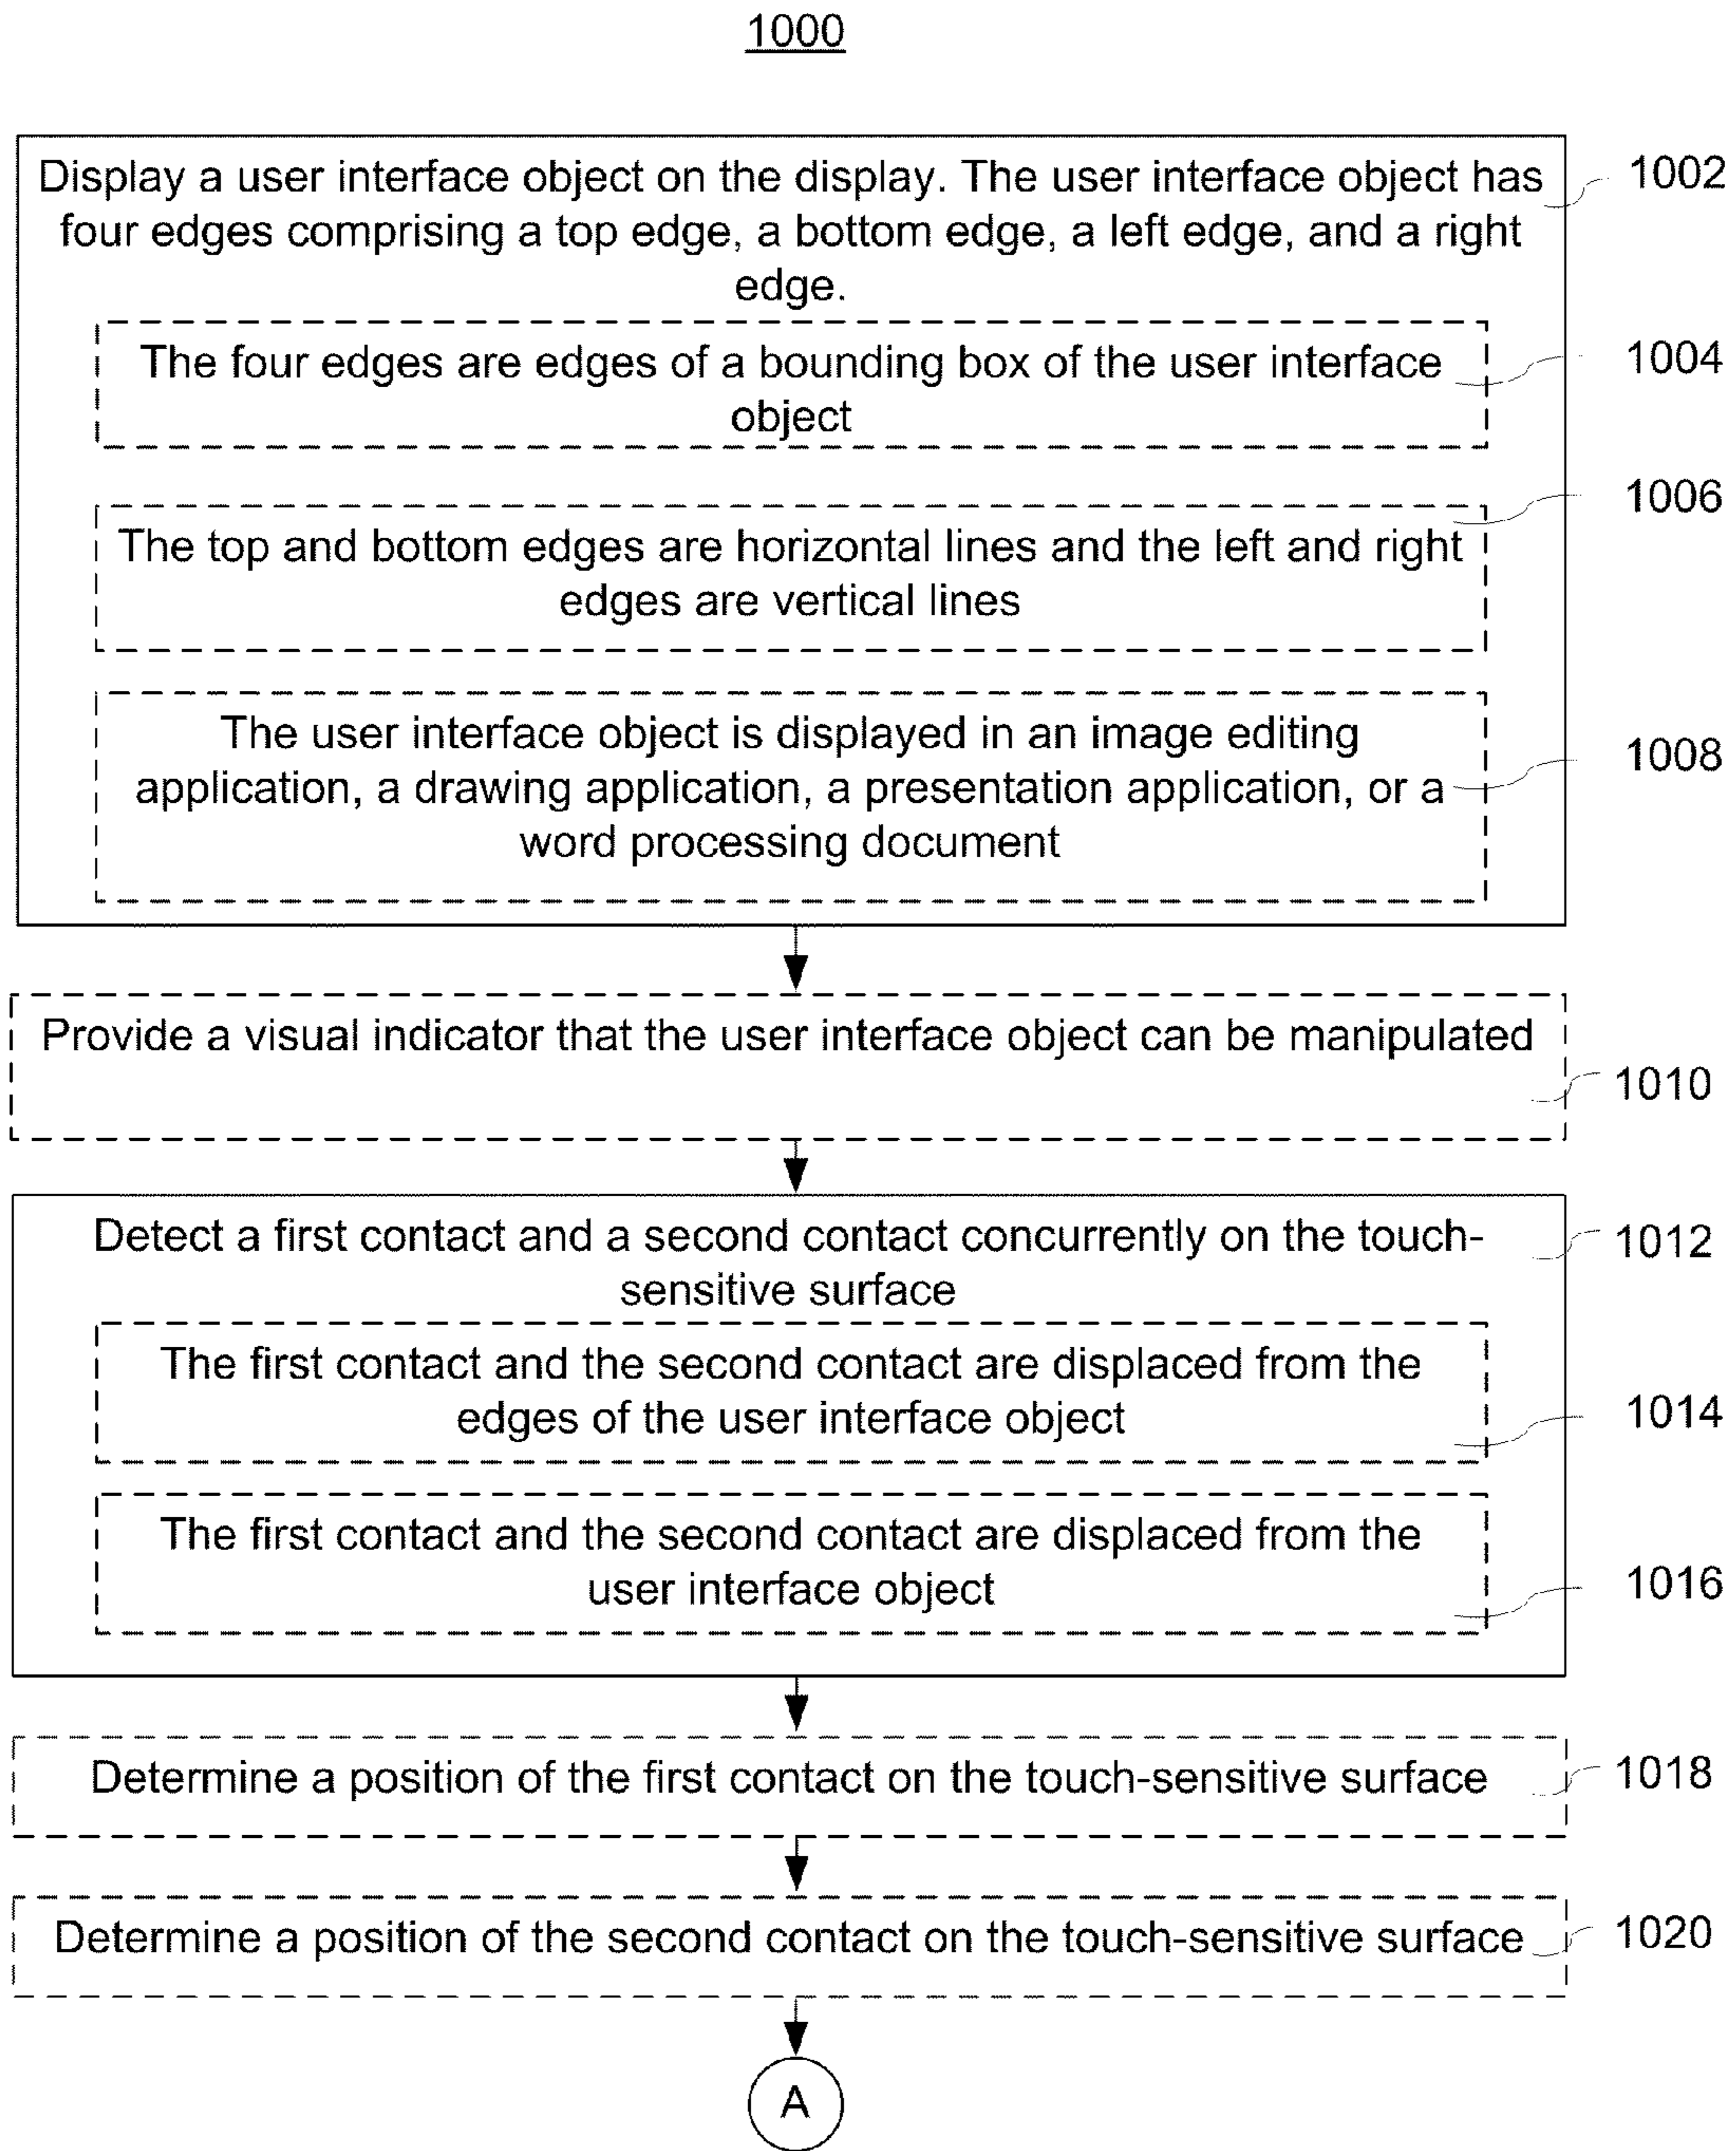 1000
Display a user interface object on the display. The user interface object has
four edges comprising a top edge, a bottom edge, a left edge, and a right
edge.
1002
The four edges are edges of a bounding box of the user interface
object
1004
The top and bottom edges are horizontal lines and the left and right
edges are vertical lines
1006
The user interface object is displayed in an image editing
application, a drawing application, a presentation application, or a
word processing document
1008
Provide a visual indicator that the user interface object can be manipulated
1010
Detect a first contact and a second contact concurrently on the touch-
sensitive surface
1012
The first contact and the second contact are displaced from the
edges of the user interface object
1014
The first contact and the second contact are displaced from the
user interface object
1016
Determine a position of the first contact on the touch-sensitive surface
1018
Determine a position of the second contact on the touch-sensitive surface
1020
A